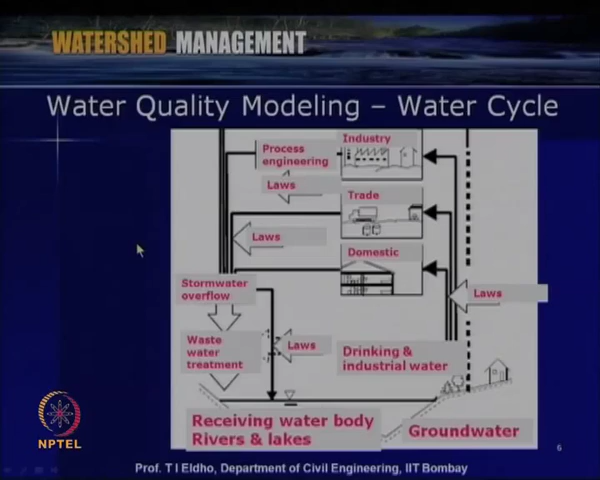 WATERSHED MANAGEMENT
Water Quality Modeling – Water Cycle
Industry
Process
engineering
Laws
Trade
Laws
Domestic
Stormwater
overflow
Laws
Waste
water
treatment
Laws
Drinking &
industrial water
Receiving water body
Rivers & lakes
Groundwater
NPTEL
6
Prof. T I Eldho, Department of Civil Engineering, IIT Bombay